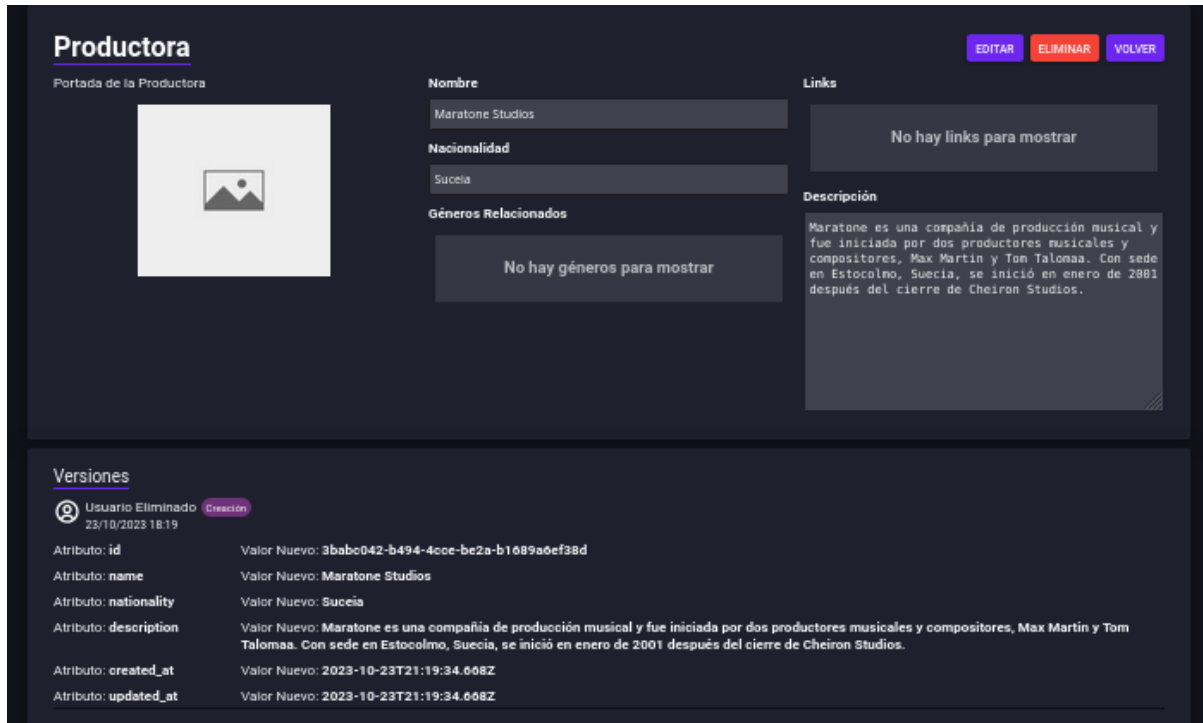 Productora
EDITAR
ELIMINAR
VOLVER
Portada de la Productora
Nombre
Maratone Studios
Nacionalidad
Suceia
Géneros Relacionados
No hay géneros para mostrar
Links
No hay links para mostrar
Descripción
Maratone es una compañía de producción musical y
fue iniciada por dos productores musicales y
compositores, Max Martin y Tom Talomaa. Con sede
en Estocolmo, Suecia, se inició en enero de 2001
después del cierre de Cheiron Studios.
Versiones
Usuario Eliminado Creación
23/10/2023 18:19
Atributo: id Valor Nuevo: 3babc042-b494-4cce-be2a-b1689a6ef38d
Atributo: name Valor Nuevo: Maratone Studios
Atributo: nationality Valor Nuevo: Suceia
Atributo: description Valor Nuevo: Maratone es una compañía de producción musical y fue iniciada por dos productores musicales y compositores, Max Martin y Tom
Talomaa. Con sede en Estocolmo, Suecia, se inició en enero de 2001 después del cierre de Cheiron Studios.
Atributo: created_at Valor Nuevo: 2023-10-23T21:19:34.668Z
Atributo: updated_at Valor Nuevo: 2023-10-23T21:19:34.668Z